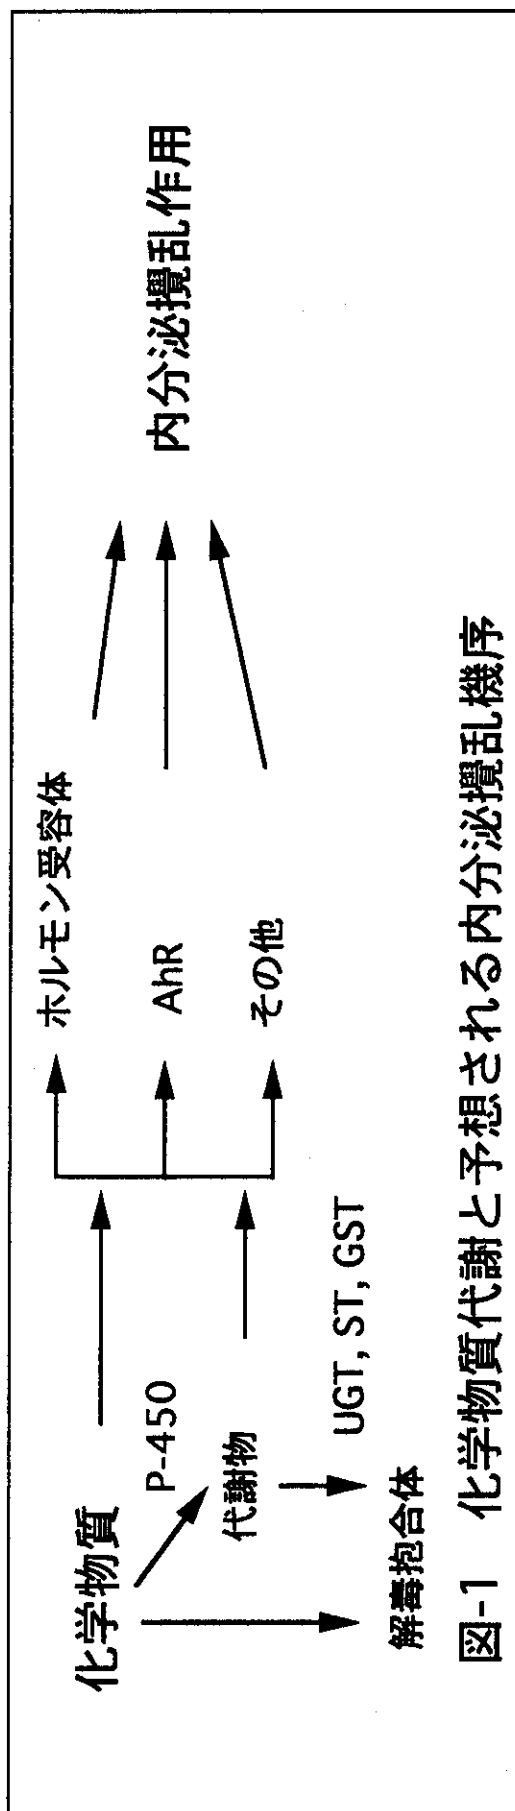 化学物質
P-450
代謝物
解毒抱合体
UGT, ST, GST
ホルモン受容体
AhR
その他
内分泌攪乱作用
図-1 化学物質代謝と予想される内分泌攪乱機序